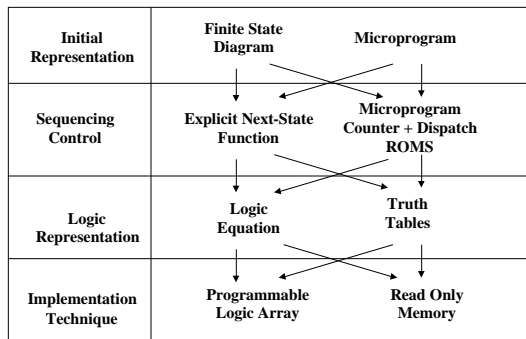 Initial
Representation
Finite State
Diagram
Microprogram
Sequencing
Control
Explicit Next-State
Function
Microprogram
Counter + Dispatch
ROMS
Logic
Representation
Logic
Equation
Truth
Tables
Implementation
Technique
Programmable
Logic Array
Read Only
Memory